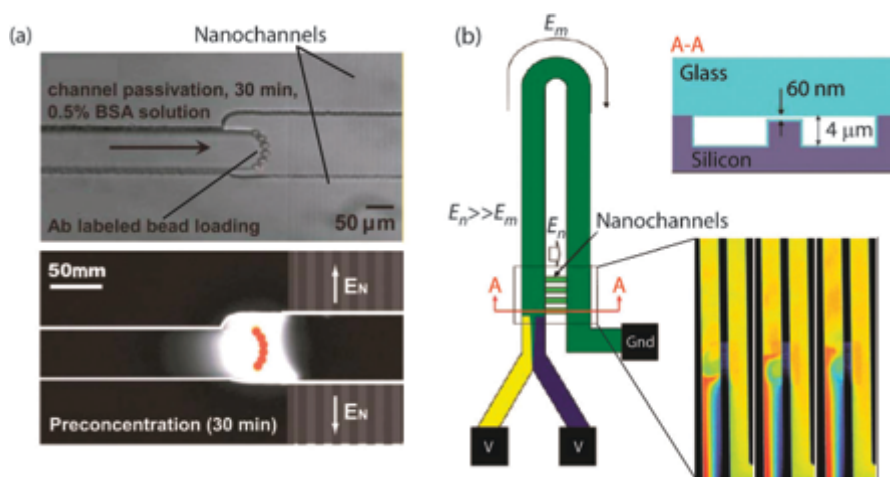 (a)
Nanochannels
channel passivation, 30 min,
0.5% BSA solution
Ab labeled bead loading
50 µm
50mm
EN
Preconcentration (30 min)
EN
(b)
Em
En>>Em
En
Nanochannels
A
A
Gnd
V
V
A-A
Glass
60 nm
4 µm
Silicon